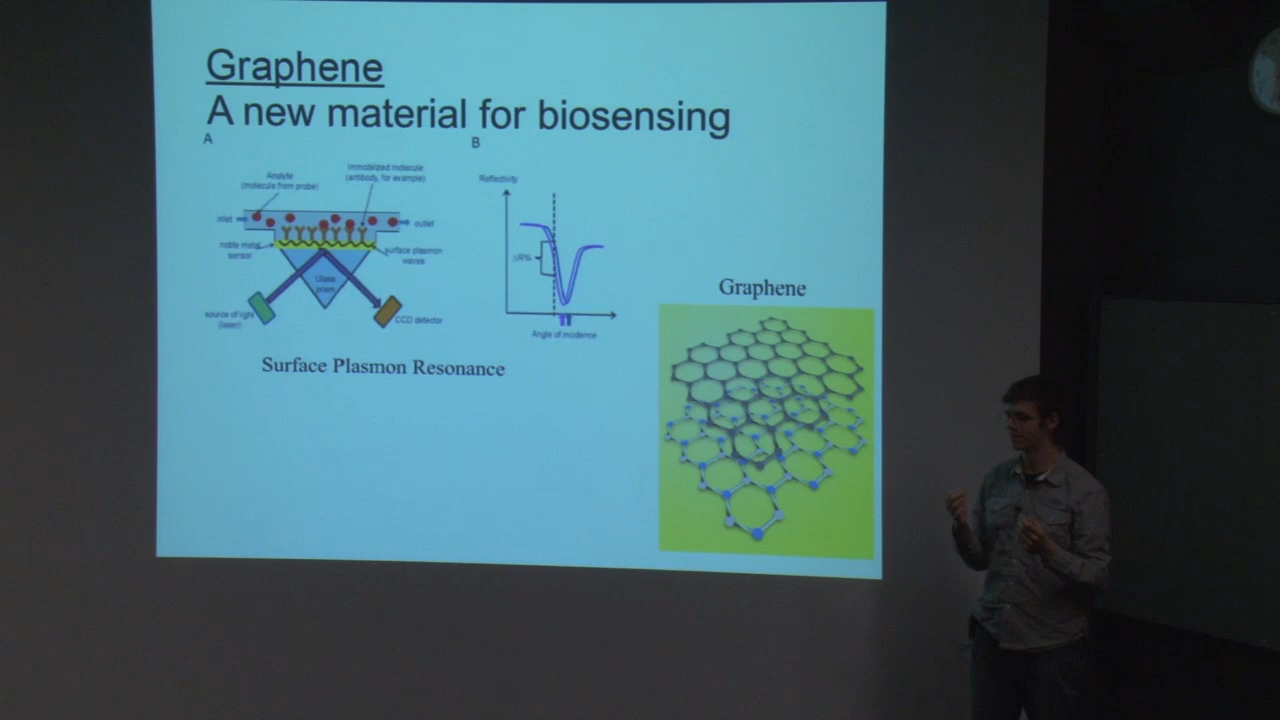 Graphene
A new material for biosensing
A
B
Analyte
(molecule from probe)
Immobilized molecule
(antibody, for example)
inlet
outlet
noble metal
sensor
surface plasmon
waves
Glass
prism
source of light
(laser)
CCD detector
Surface Plasmon Resonance
Reflectivity
ΔR%
Angle of incidence
Graphene